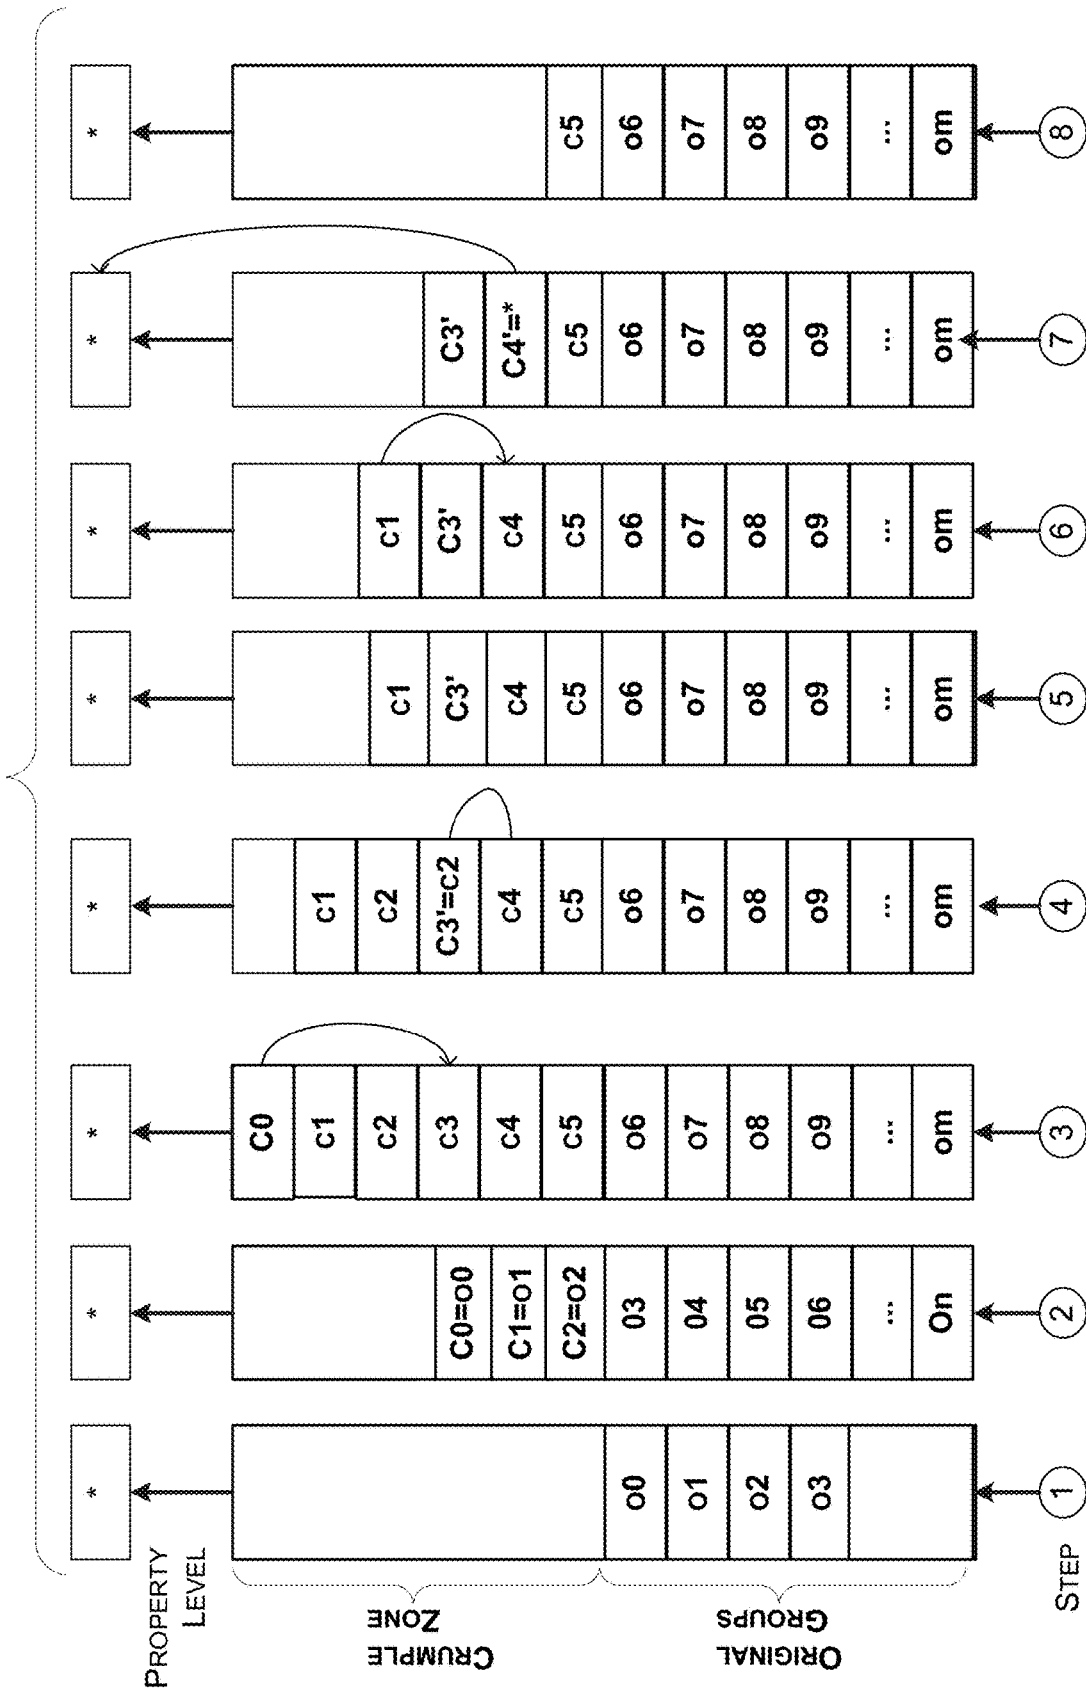 PROPERTY
LEVEL
CRUMPLE
ZONE
ORIGINAL
GROUPS
STEP
*
o0
o1
o2
o3
1
*
C0=o0
C1=o1
C2=o2
03
04
05
06
...
On
2
*
C0
c1
c2
c3
c4
c5
o6
o7
o8
o9
...
om
3
*
c1
c2
C3'=c2
c4
c5
o6
o7
o8
o9
...
om
4
*
c1
C3'
c4
c5
o6
o7
o8
o9
...
om
5
*
c1
C3'
c4
c5
o6
o7
o8
o9
...
om
6
*
C3'
C4'=*
c5
o6
o7
o8
o9
...
om
7
*
c5
o6
o7
o8
o9
...
om
8